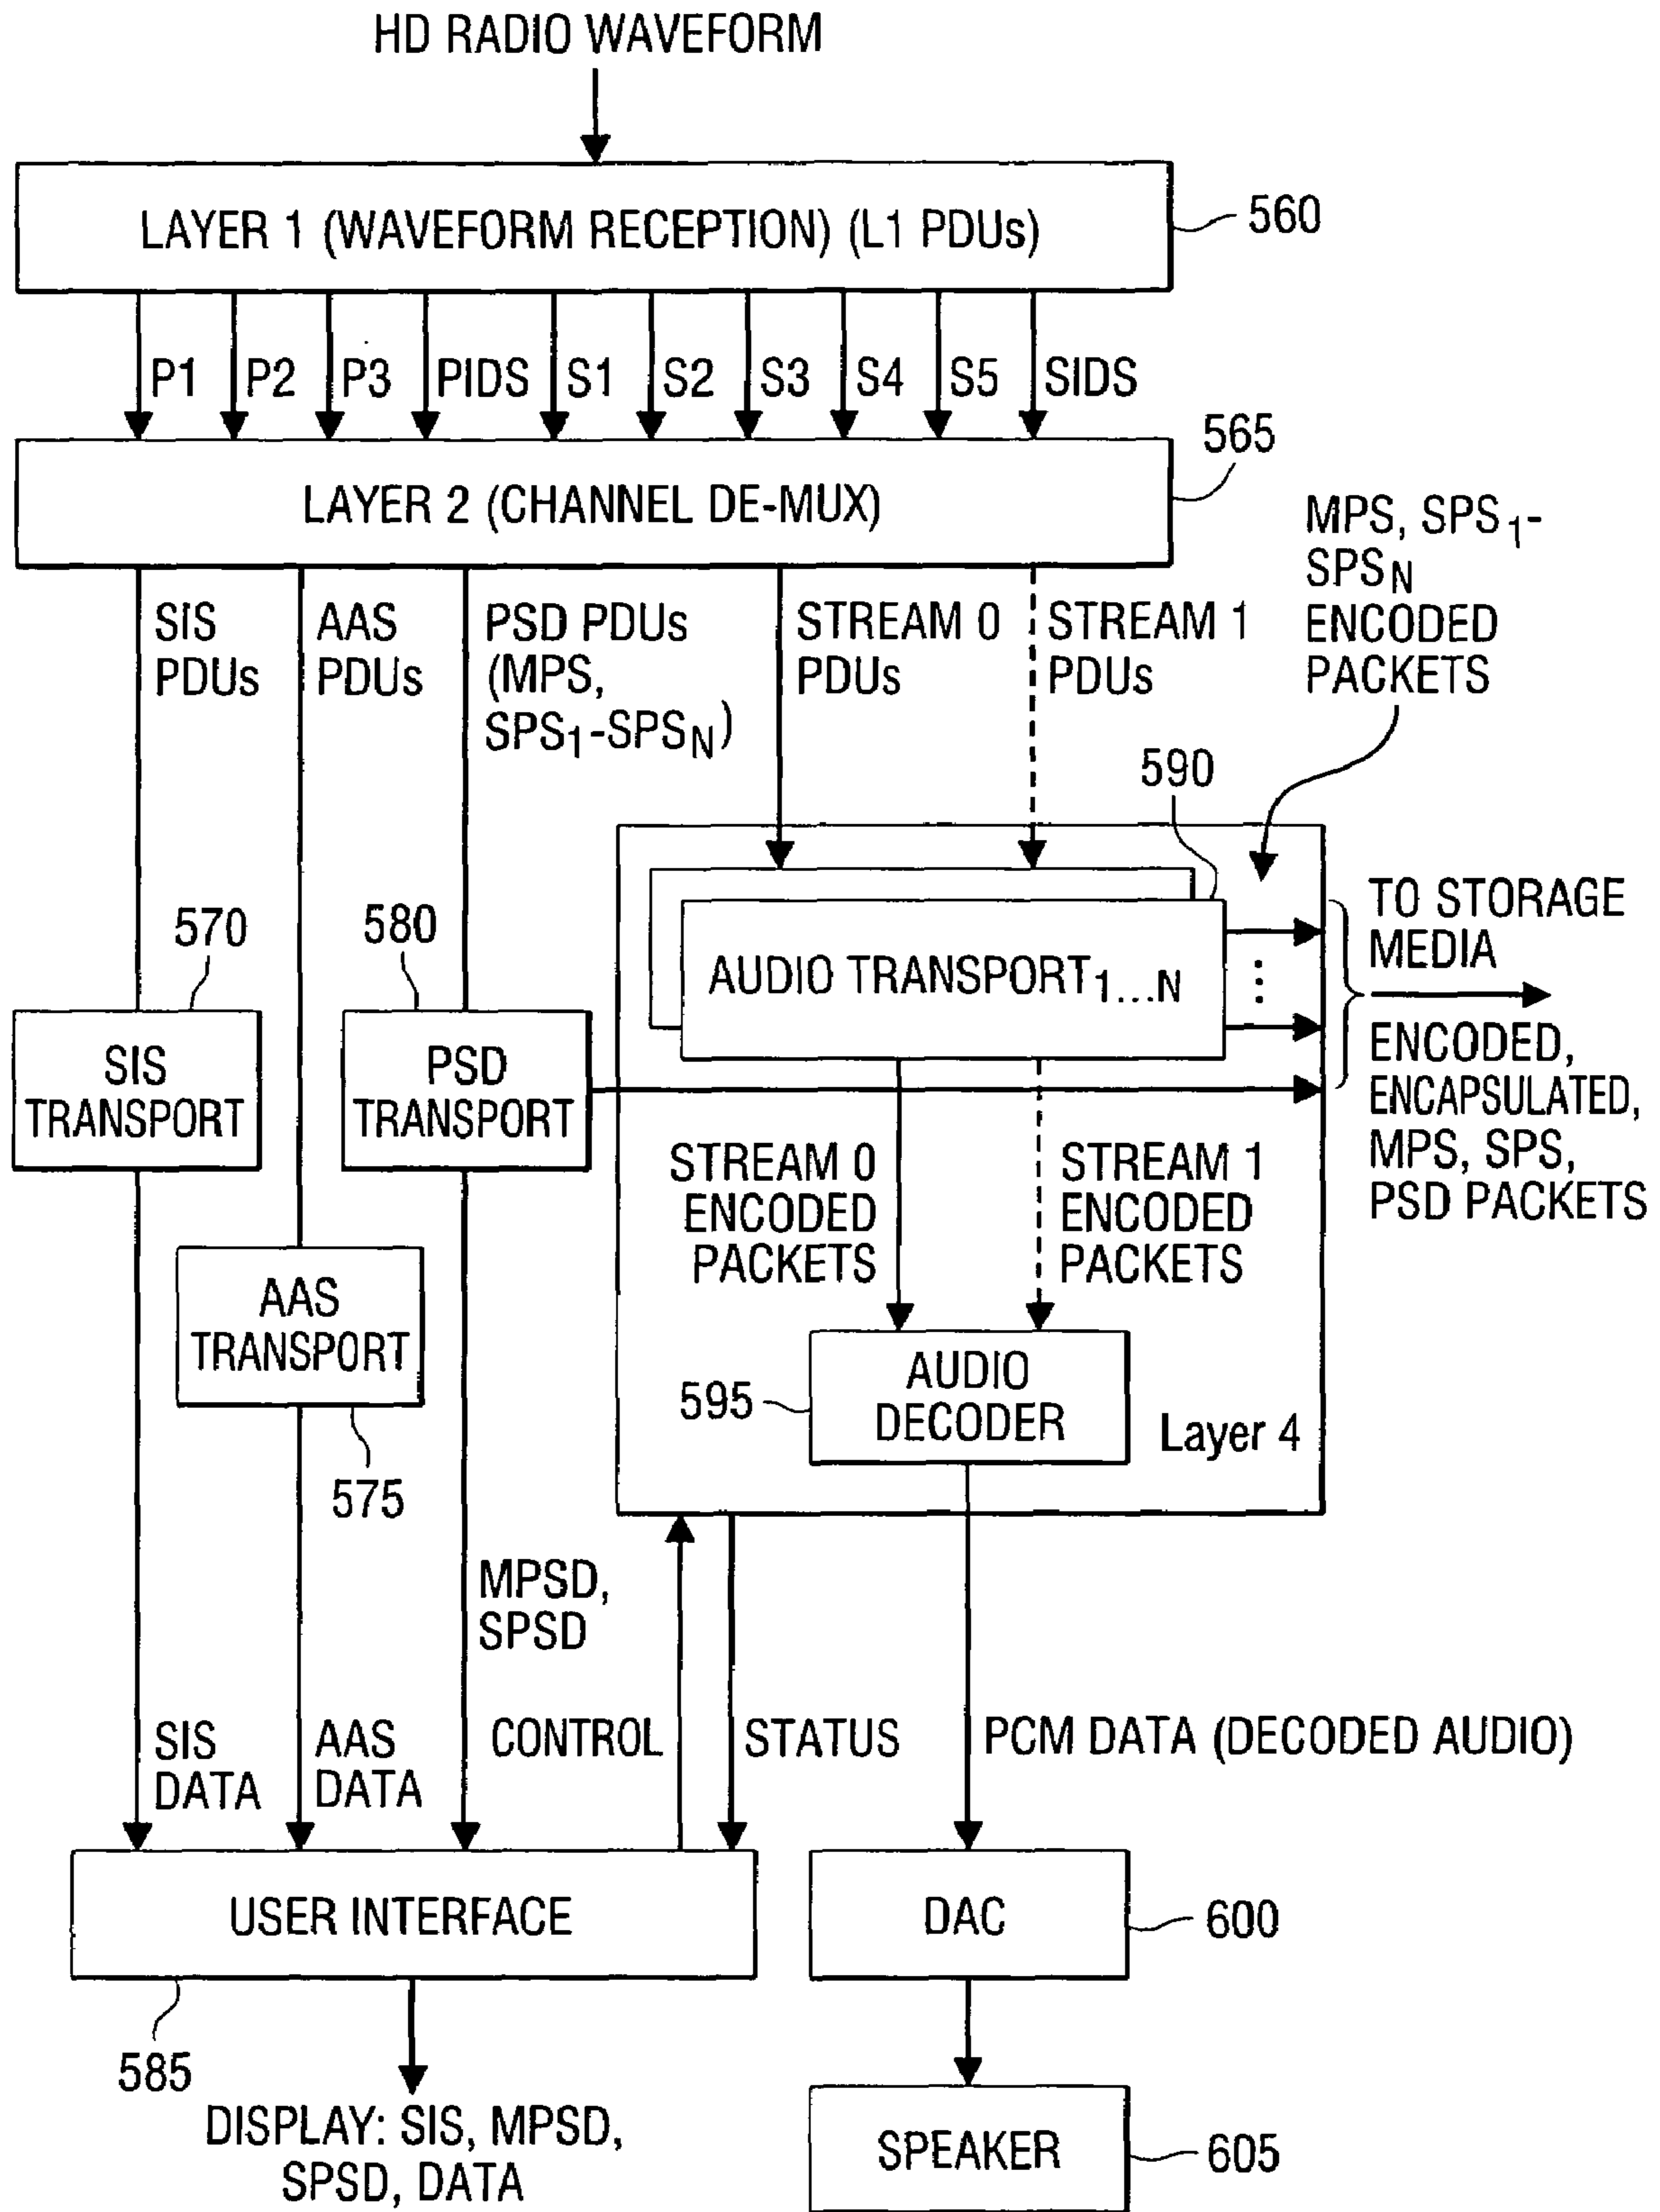 HD RADIO WAVEFORM
LAYER 1 (WAVEFORM RECEPTION) (L1 PDUs)
560
P1
P2
P3
PIDS
S1
S2
S3
S4
S5
SIDS
565
LAYER 2 (CHANNEL DE-MUX)
MPS, SPS1-
SPSN
ENCODED
PACKETS
SIS
PDUs
AAS
PDUs
PSD PDUs
(MPS,
SPS1-SPSN)
STREAM 0
PDUs
STREAM 1
PDUs
590
570
580
AUDIO TRANSPORT1...N
TO STORAGE
MEDIA
ENCODED,
ENCAPSULATED,
MPS, SPS,
PSD PACKETS
SIS
TRANSPORT
PSD
TRANSPORT
STREAM 0
ENCODED
PACKETS
STREAM 1
ENCODED
PACKETS
AAS
TRANSPORT
575
595
AUDIO
DECODER
Layer 4
MPSD,
SPSD
SIS
DATA
AAS
DATA
CONTROL
STATUS
PCM DATA (DECODED AUDIO)
USER INTERFACE
585
DAC
600
DISPLAY: SIS, MPSD,
SPSD, DATA
SPEAKER
605